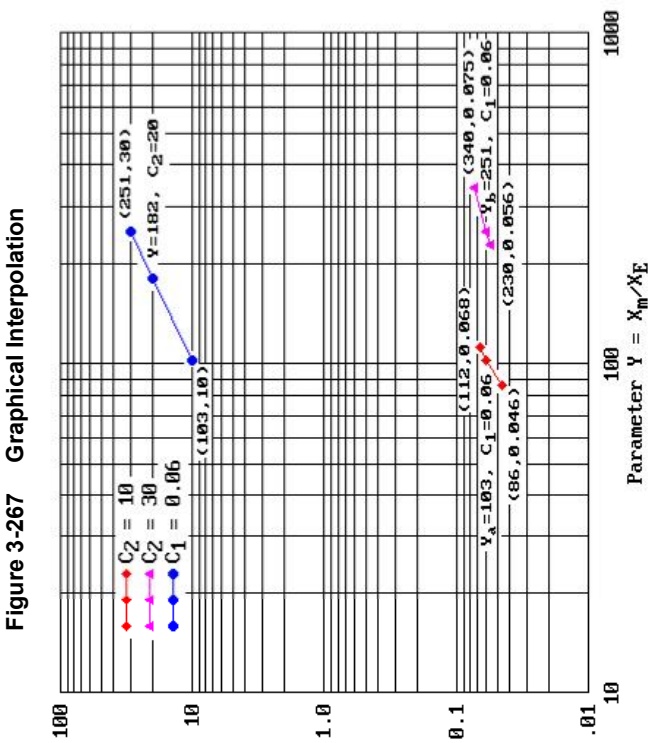 Figure 3-267 Graphical Interpolation
100
10
1.0
0.1
.01
C2 = 10
C2 = 30
C1 = 0.06
(251,30)
Y=182, C2=20
(103,10)
(112,0.068)
Ya=103, C1=0.06
(86,0.046)
(340,0.075)
Yb=251, C1=0.06
(230,0.056)
10
100
1000
Parameter Y = Xm/XE